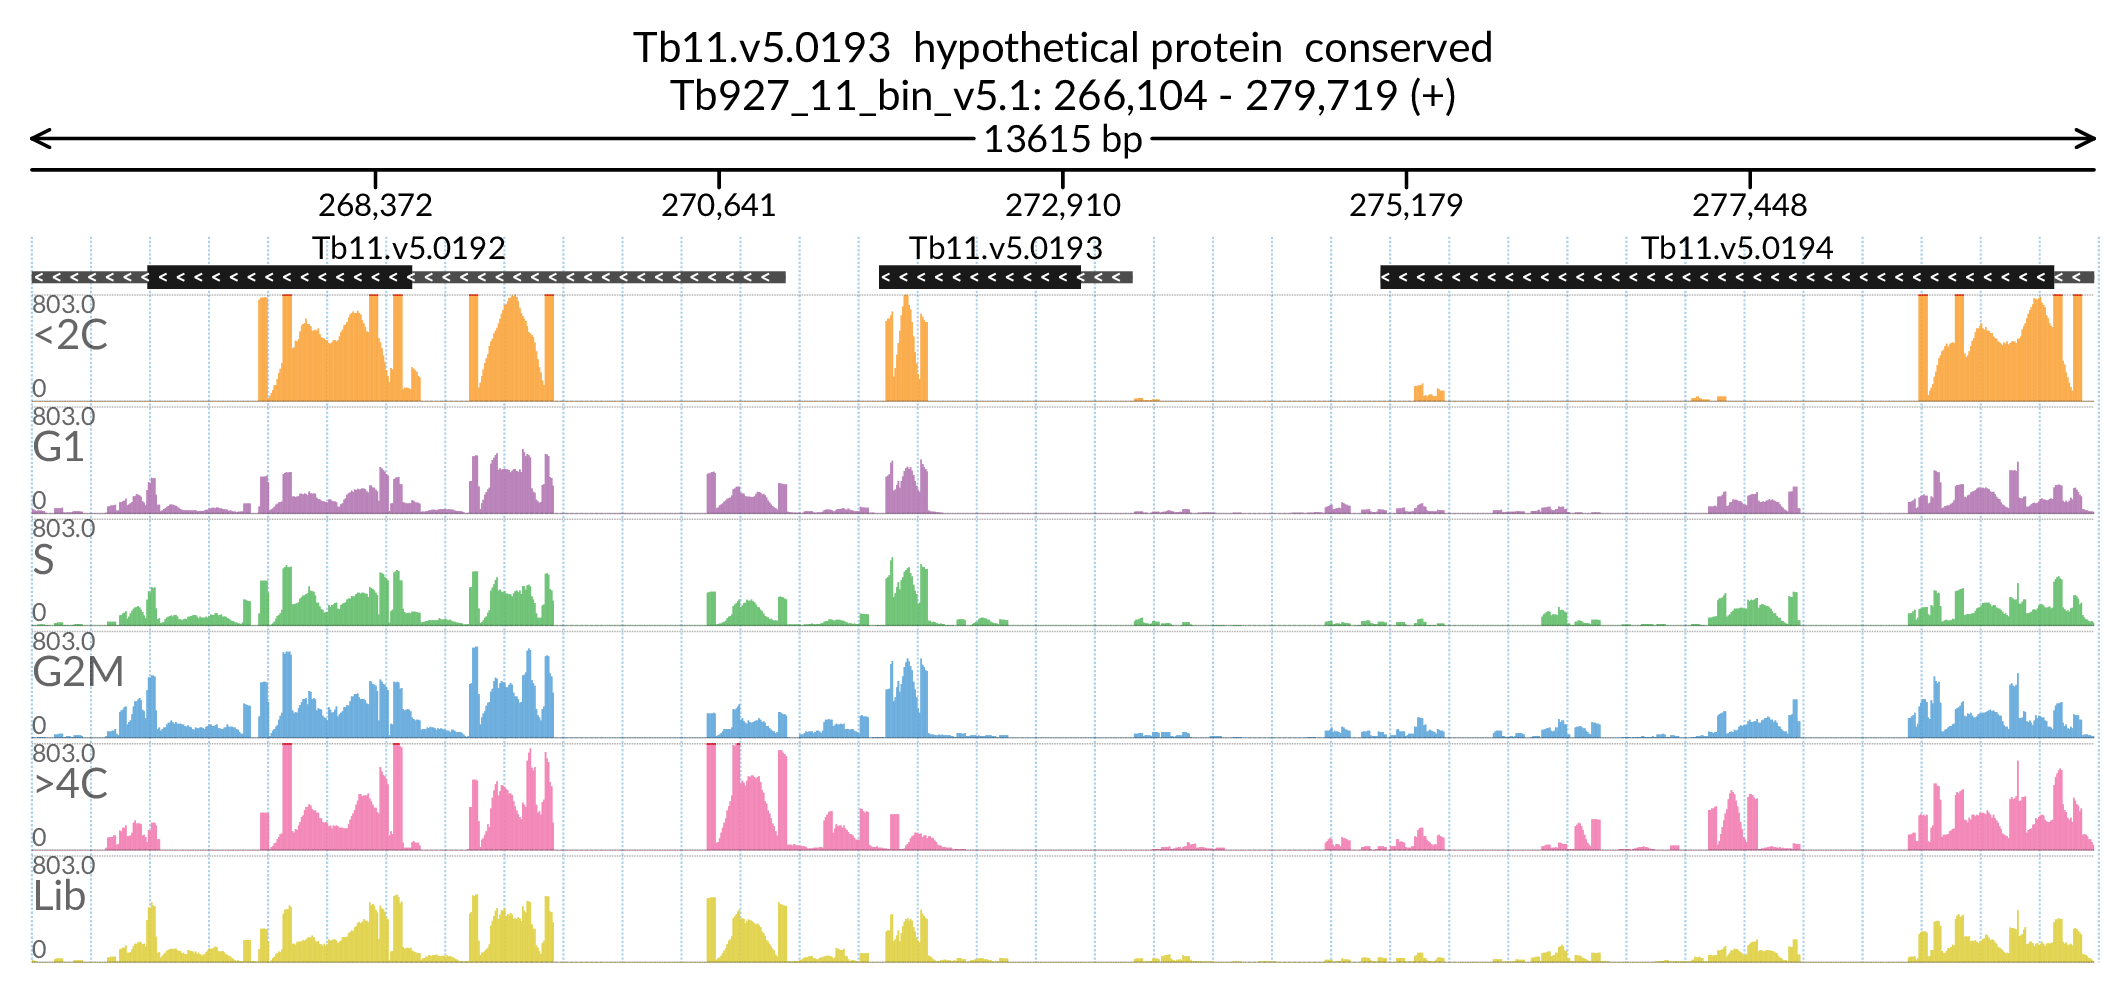 Tb11.v5.0193 hypothetical protein conserved
Tb927_11_bin_v5.1: 266,104 - 279,719 (+)
13615 bp
268,372 270,641 272,910 275,179 277,448
Tb11.v5.0192 Tb11.v5.0193 Tb11.v5.0194
803.0
<2C
0
803.0
G1
0
803.0
S
0
803.0
G2M
0
803.0
>4C
0
803.0
Lib
0